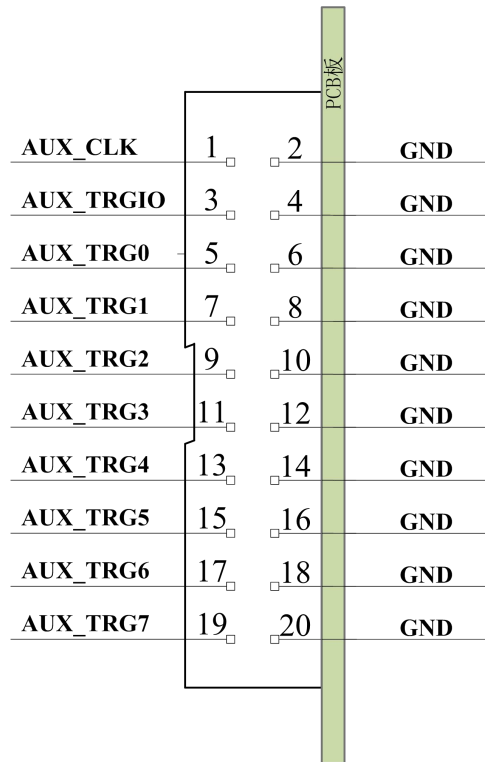 PCB板
AUX_CLK 1 2 GND
AUX_TRGIO 3 4 GND
AUX_TRG0 5 6 GND
AUX_TRG1 7 8 GND
AUX_TRG2 9 10 GND
AUX_TRG3 11 12 GND
AUX_TRG4 13 14 GND
AUX_TRG5 15 16 GND
AUX_TRG6 17 18 GND
AUX_TRG7 19 20 GND